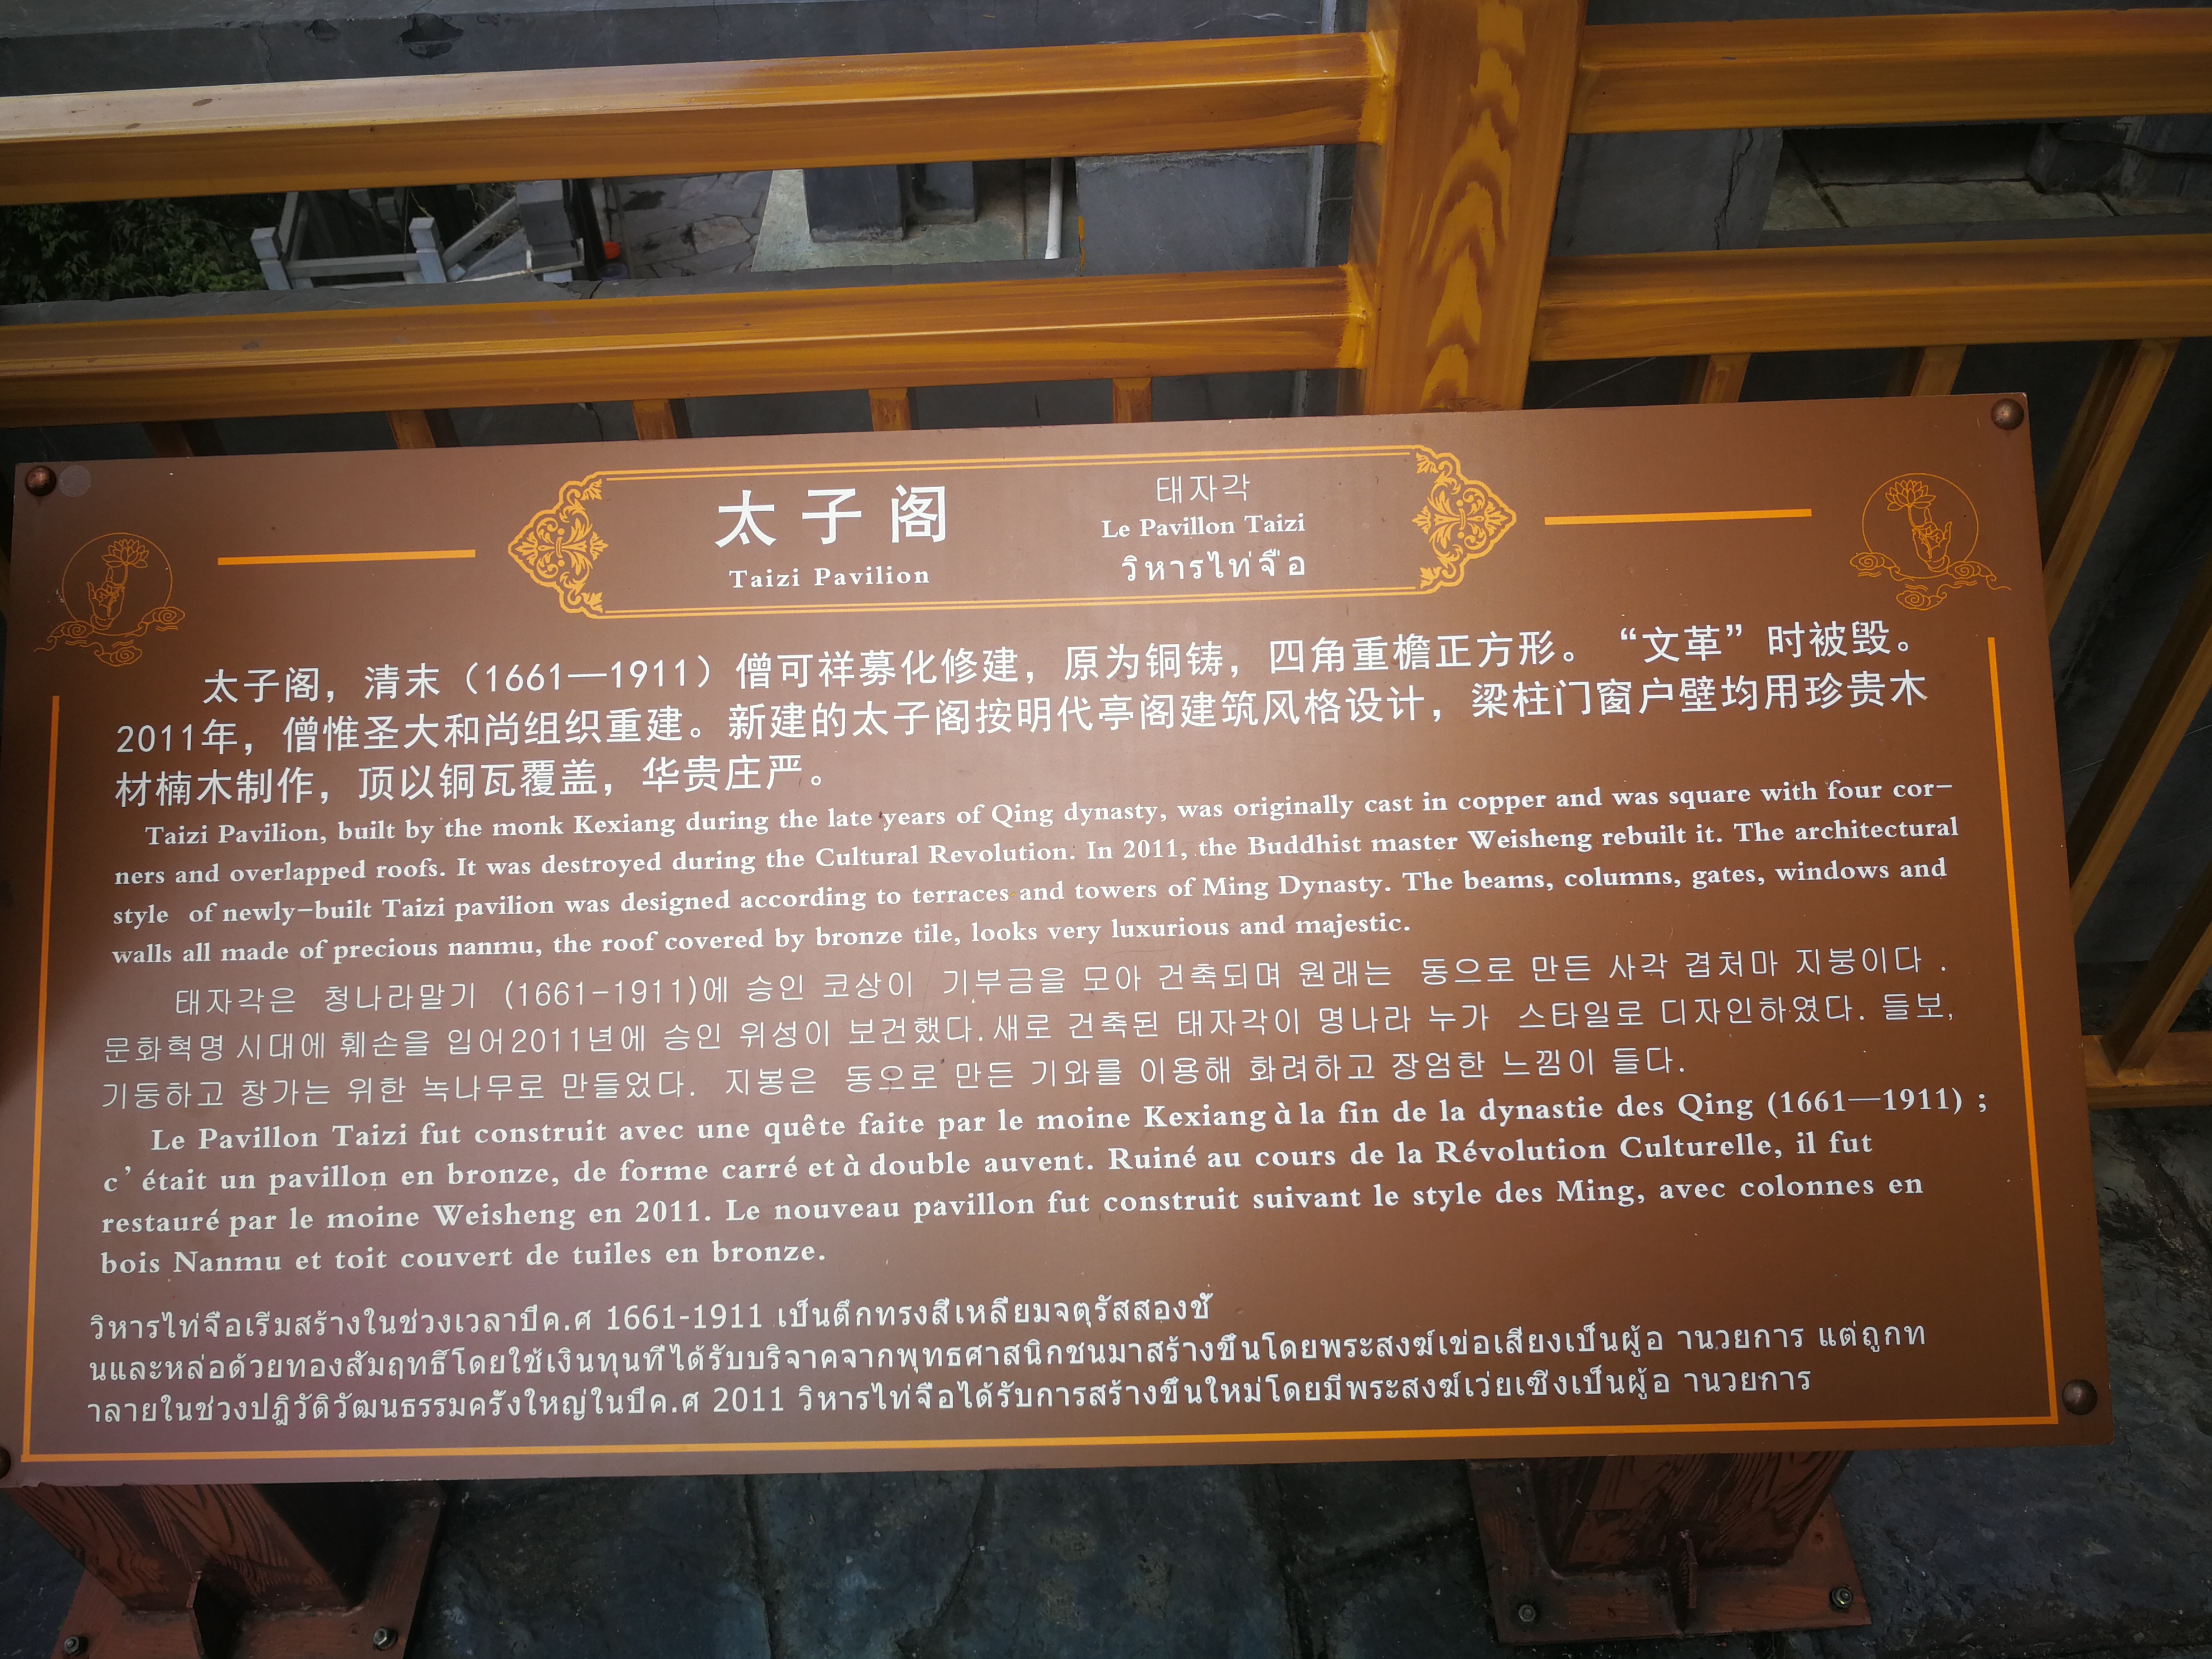 太子阁
Taizi Pavilion
태자각
Le Pavillon Taizi
วิหารไท่จื่อ
太子阁，清末（1661—1911）僧可祥募化修建，原为铜铸，四角重檐正方形。“文革”时被毁。
2011年，僧惟圣大和尚组织重建。新建的太子阁按明代亭阁建筑风格设计，梁柱门窗户壁均用珍贵木
材楠木制作，顶以铜瓦覆盖，华贵庄严。
Taizi Pavilion, built by the monk Kexiang during the late years of Qing dynasty, was originally cast in copper and was square with four cor-
ners and overlapped roofs. It was destroyed during the Cultural Revolution. In 2011, the Buddhist master Weisheng rebuilt it. The architectural
style of newly-built Taizi pavilion was designed according to terraces and towers of Ming Dynasty. The beams, columns, gates, windows and
walls all made of precious nanmu, the roof covered by bronze tile, looks very luxurious and majestic.
태자각은 청나라말기 (1661-1911)에 승인 코상이 기부금을 모아 건축되며 원래는 동으로 만든 사각 겹처마 지붕이다 .
문화혁명 시대에 훼손을 입어2011년에 승인 위성이 보건했다.새로 건축된 태자각이 명나라 누가 스타일로 디자인하였다. 들보,
기둥하고 창가는 위한 녹나무로 만들었다. 지봉은 동으로 만든 기와를 이용해 화려하고 장엄한 느낌이 들다.
Le Pavillon Taizi fut construit avec une quête faite par le moine Kexiang à la fin de la dynastie des Qing (1661—1911) ;
c’était un pavillon en bronze, de forme carré et à double auvent. Ruiné au cours de la Révolution Culturelle, il fut
restauré par le moine Weisheng en 2011. Le nouveau pavillon fut construit suivant le style des Ming, avec colonnes en
bois Nanmu et toit couvert de tuiles en bronze.
วิหารไท่จือเริ่มสร้างในช่วงเวลาปีค.ศ 1661-1911 เป็นตึกทรงสี่เหลี่ยมจตุรัสสองชั้
นและหล่อด้วยทองสัมฤทธิ์โดยใช้เงินทุนที่ได้รับบริจาคจากพุทธศาสนิกชนมาสร้างขึ้นโดยพระสงฆ์เข่อเสียงเป็นผู้อ านวยการ แต่ถูกท
าลายในช่วงปฎิวัติวัฒนธรรมครั้งใหญ่ในปีค.ศ 2011 วิหารไท่จือได้รับการสร้างขึ้นใหม่โดยมีพระสงฆ์เว่ยเซิ่งเป็นผู้อ านวยการ